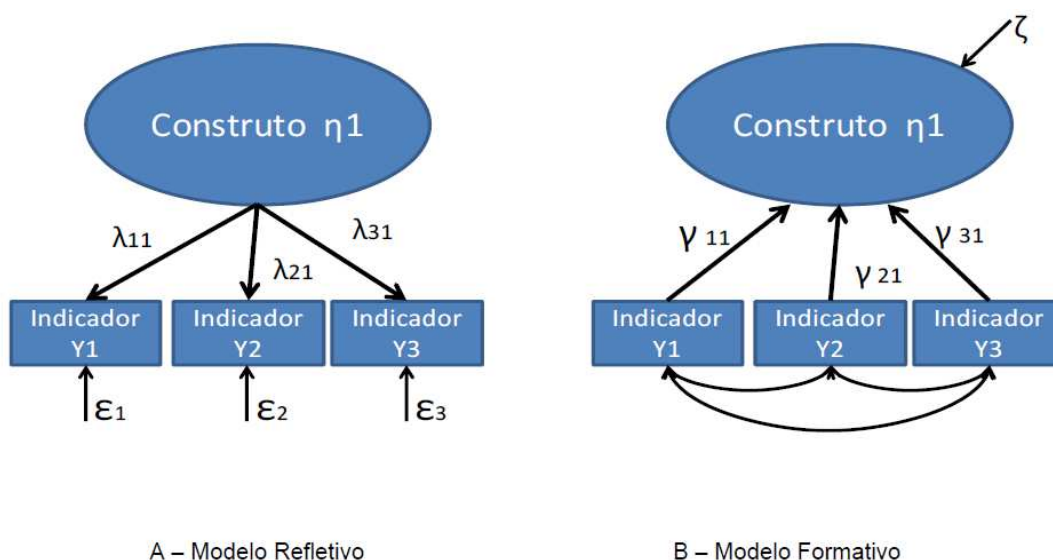 Construto η1
λ11
λ21
λ31
Indicador
Y1
Indicador
Y2
Indicador
Y3
ε1
ε2
ε3
A – Modelo Refletivo
ζ
Construto η1
γ 11
γ 21
γ 31
Indicador
Y1
Indicador
Y2
Indicador
Y3
B – Modelo Formativo